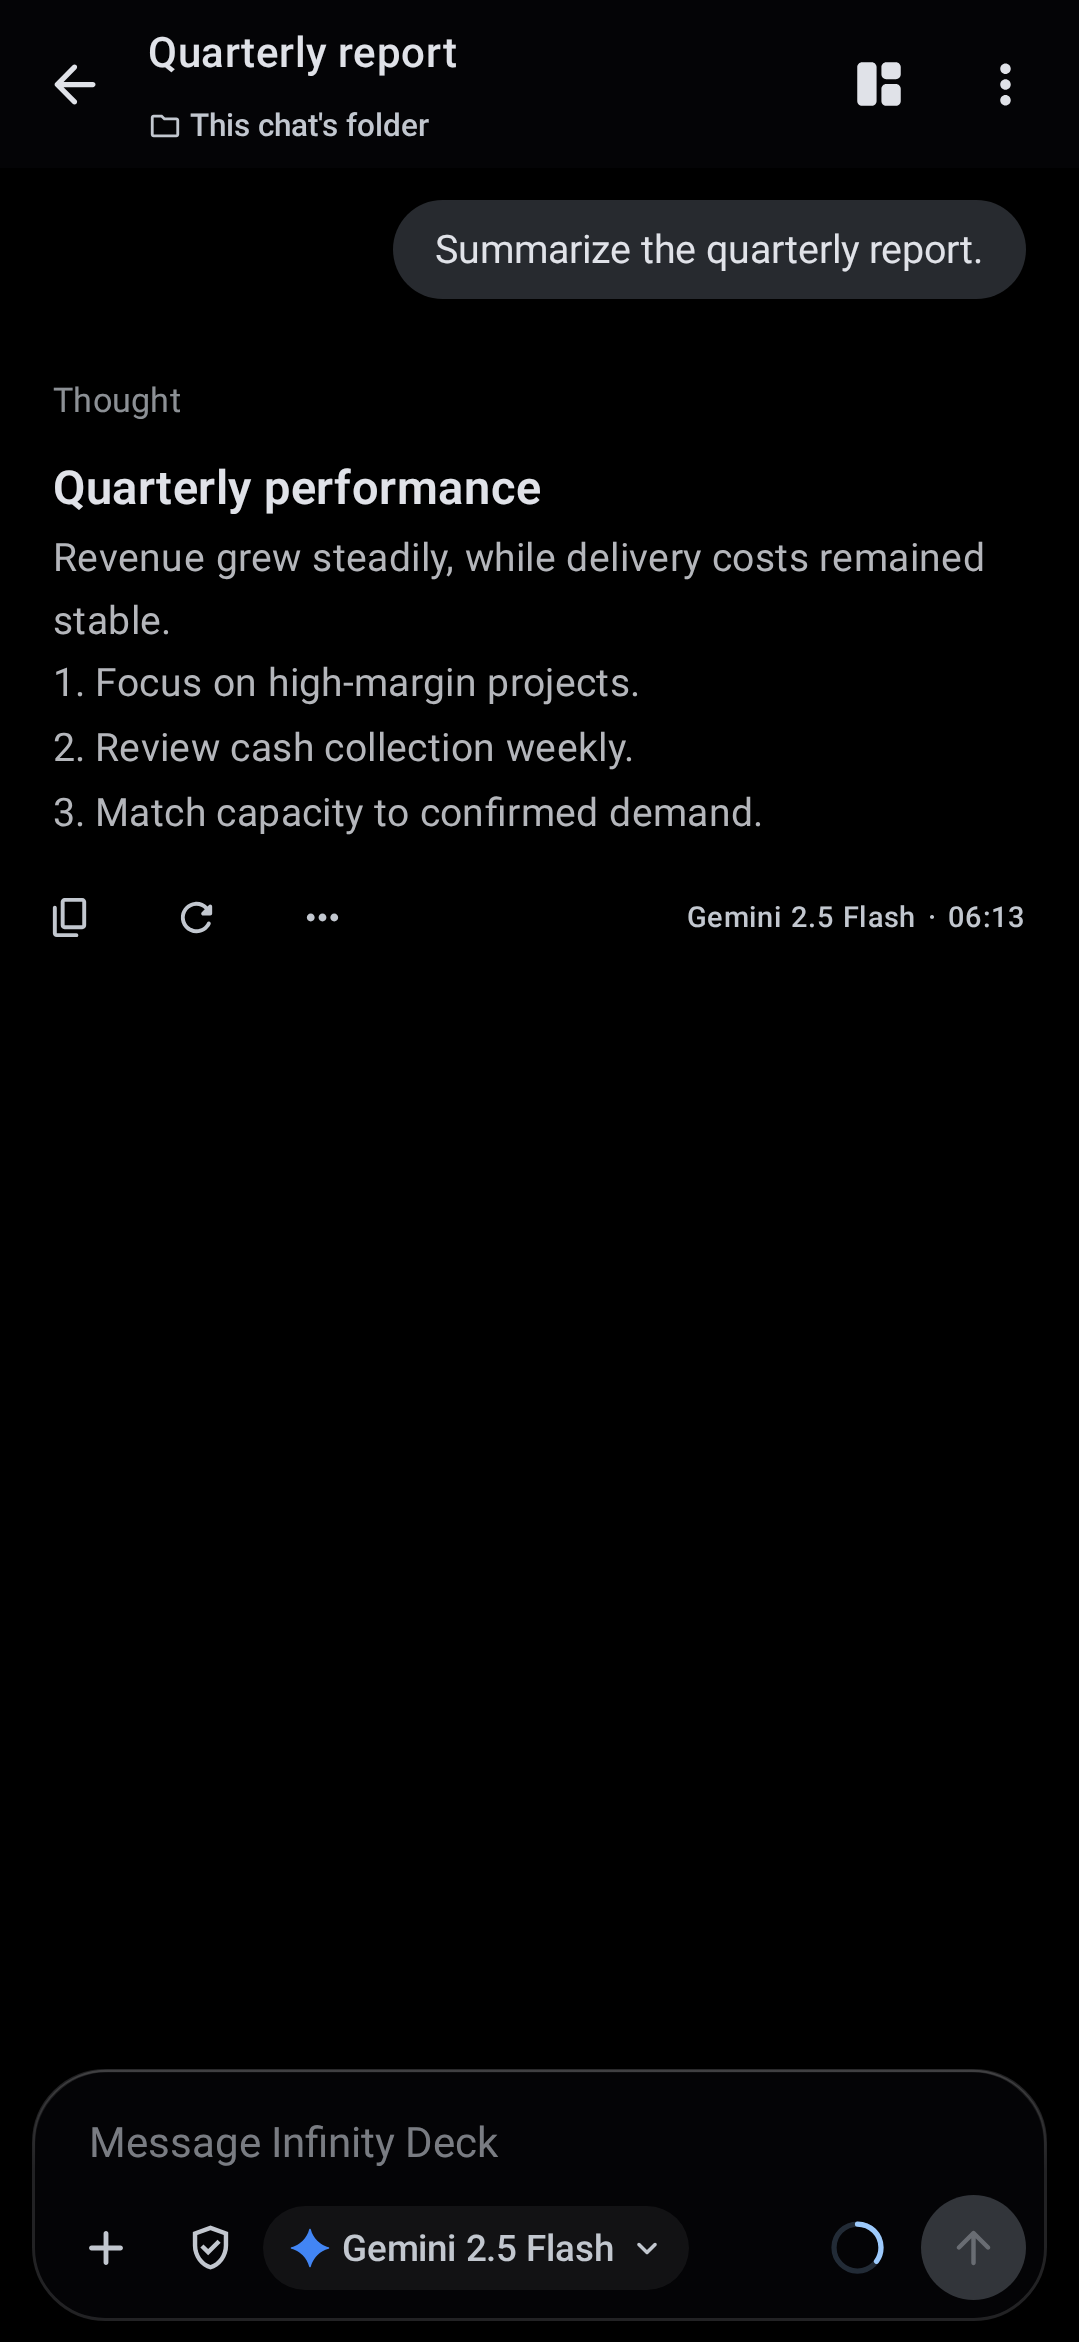 Quarterly report
This chat's folder
Summarize the quarterly report.
Thought
Quarterly performance
Revenue grew steadily, while delivery costs remained
stable.
1. Focus on high-margin projects.
2. Review cash collection weekly.
3. Match capacity to confirmed demand.
Gemini 2.5 Flash · 06:13
Message Infinity Deck
Gemini 2.5 Flash